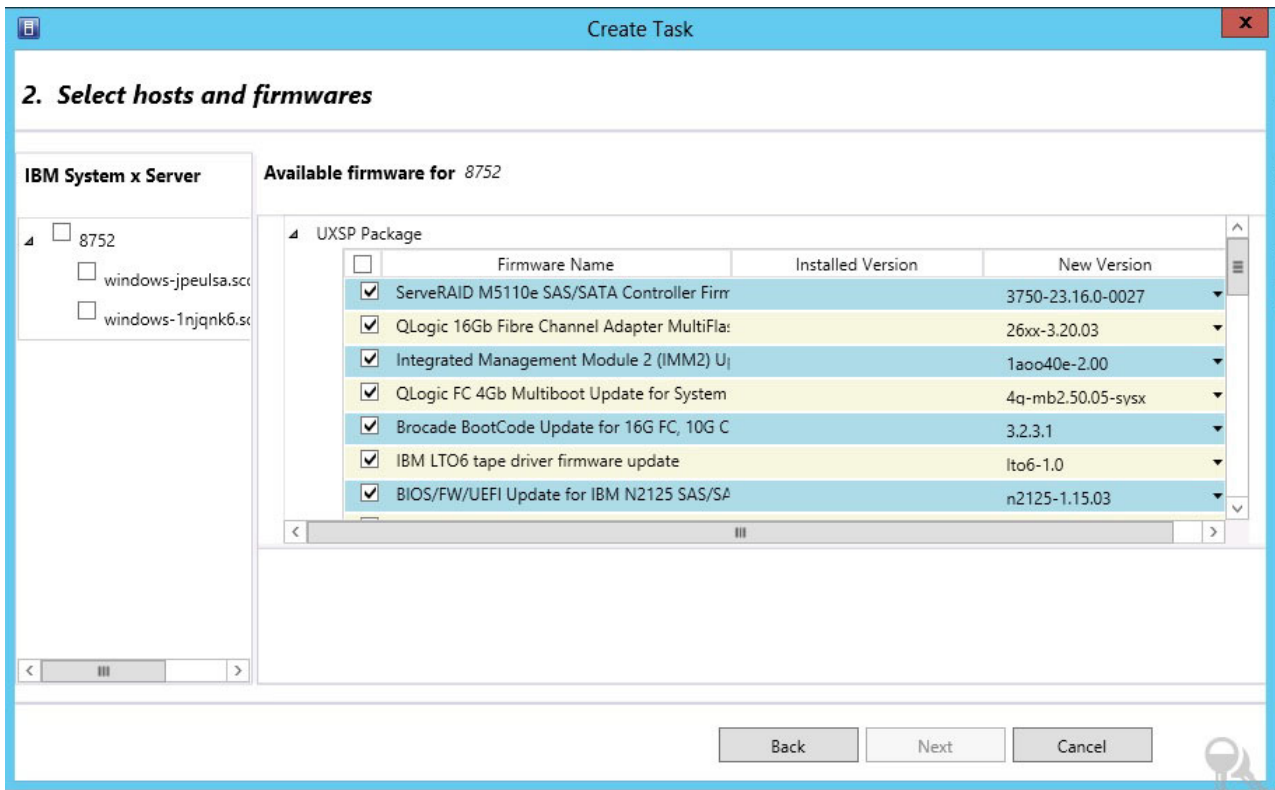 Create Task
x
2. Select hosts and firmwares
IBM System x Server
Available firmware for 8752
8752
windows-jpeulsa.sco
windows-1njqnk6.sc
UXSP Package
Firmware Name Installed Version New Version
ServeRAID M5110e SAS/SATA Controller Firm 3750-23.16.0-0027
QLogic 16Gb Fibre Channel Adapter MultiFla 26xx-3.20.03
Integrated Management Module 2 (IMM2) U 1aoo40e-2.00
QLogic FC 4Gb Multiboot Update for System 4q-mb2.50.05-sysx
Brocade BootCode Update for 16G FC, 10G C 3.2.3.1
IBM LTO6 tape driver firmware update lto6-1.0
BIOS/FW/UEFI Update for IBM N2125 SAS/SA n2125-1.15.03
Back Next Cancel